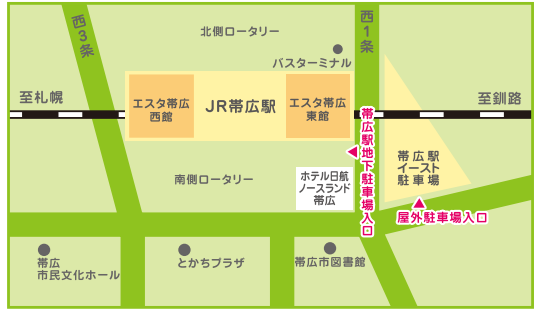 西3条
北側ロータリー
西1条
バスターミナル
至札幌
エスタ帯広
西館
JR帯広駅
エスタ帯広
東館
至釧路
帯広駅地下駐車場入口
帯広駅
イースト
駐車場
南側ロータリー
ホテル日航
ノースランド
帯広
屋外駐車場入口
帯広
市民文化ホール
とかちプラザ
帯広市図書館